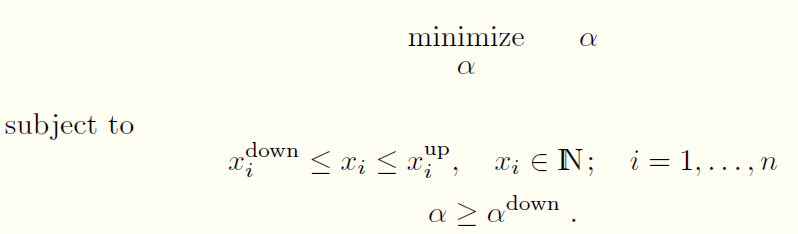 minimize α
α
subject to
x_i^down ≤ x_i ≤ x_i^up, x_i ∈ ℕ; i = 1, . . . , n
α ≥ α^down .